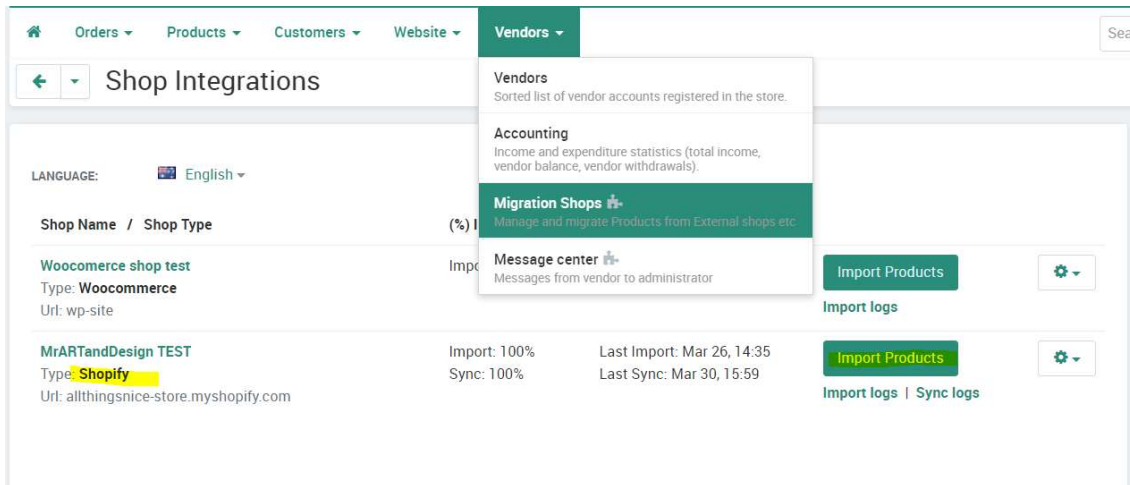 Orders Products Customers Website Vendors
Shop Integrations
Vendors
Sorted list of vendor accounts registered in the store.
Accounting
Income and expenditure statistics (total income,
vendor balance, vendor withdrawals).
Migration Shops
Manage and migrate Products from External shops etc
Message center
Messages from vendor to administrator
LANGUAGE: English
Shop Name / Shop Type (%)
Woocomerce shop test
Type: Woocommerce
Url: wp-site
Import Products
Import logs
MrARTandDesign TEST
Type: Shopify
Url: allthingsnice-store.myshopify.com
Import: 100% Last Import: Mar 26, 14:35
Sync: 100% Last Sync: Mar 30, 15:59
Import Products
Import logs | Sync logs